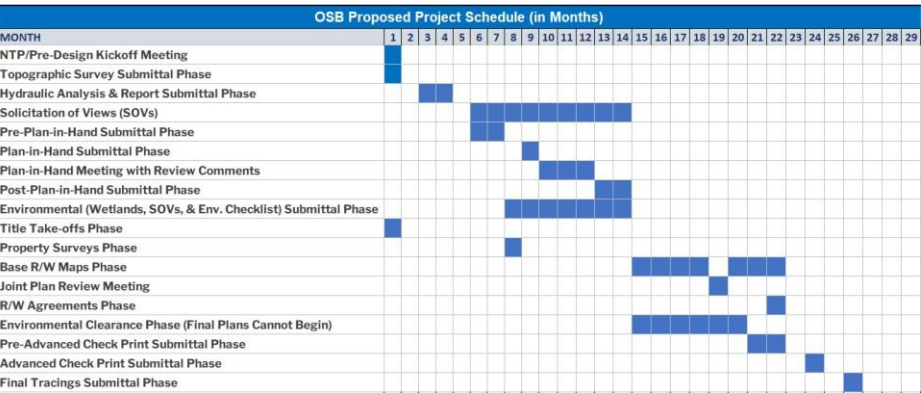 OSB Proposed Project Schedule (in Months)
MONTH 1 2 3 4 5 6 7 8 9 10 11 12 13 14 15 16 17 18 19 20 21 22 23 24 25 26 27 28 29
NTP/Pre-Design Kickoff Meeting
Topographic Survey Submittal Phase
Hydraulic Analysis & Report Submittal Phase
Solicitation of Views (SOVs)
Pre-Plan-in-Hand Submittal Phase
Plan-in-Hand Submittal Phase
Plan-in-Hand Meeting with Review Comments
Post-Plan-in-Hand Submittal Phase
Environmental (Wetlands, SOVs, & Env. Checklist) Submittal Phase
Title Take-offs Phase
Property Surveys Phase
Base R/W Maps Phase
Joint Plan Review Meeting
R/W Agreements Phase
Environmental Clearance Phase (Final Plans Cannot Begin)
Pre-Advanced Check Print Submittal Phase
Advanced Check Print Submittal Phase
Final Tracings Submittal Phase